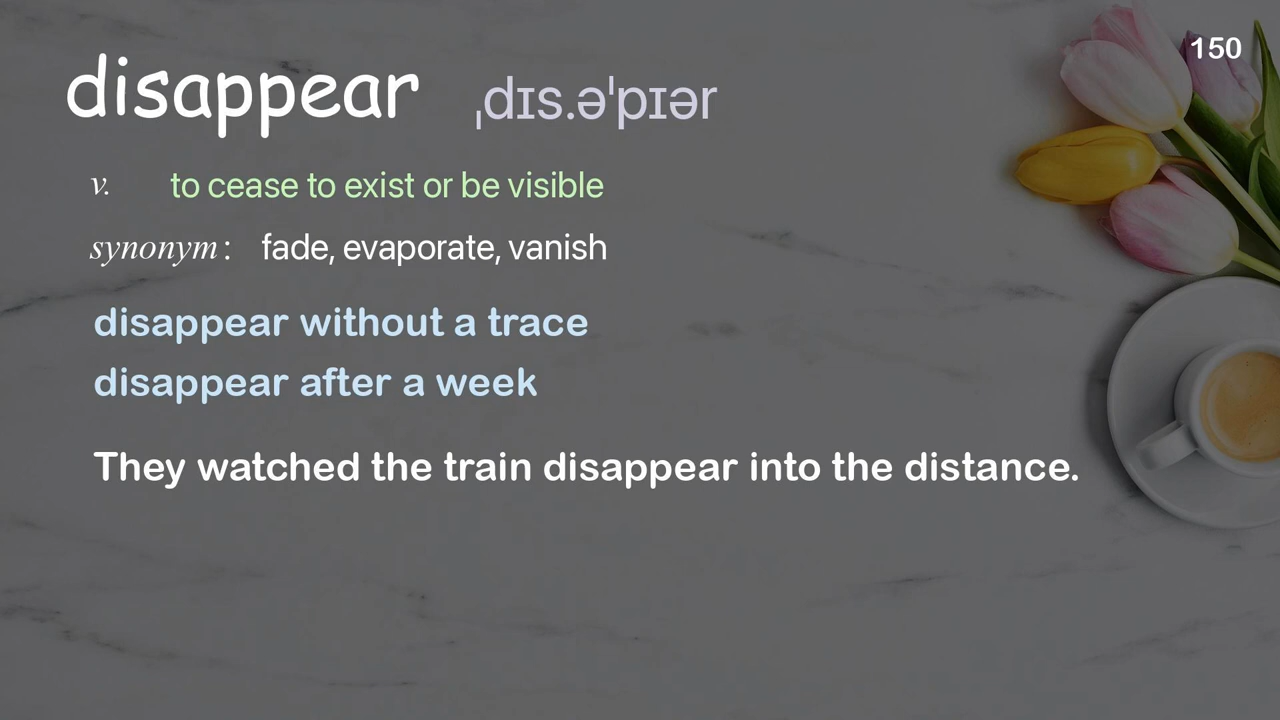 150
disappear ˌdɪs.əˈpɪər
v. to cease to exist or be visible
synonym: fade, evaporate, vanish
disappear without a trace
disappear after a week
They watched the train disappear into the distance.